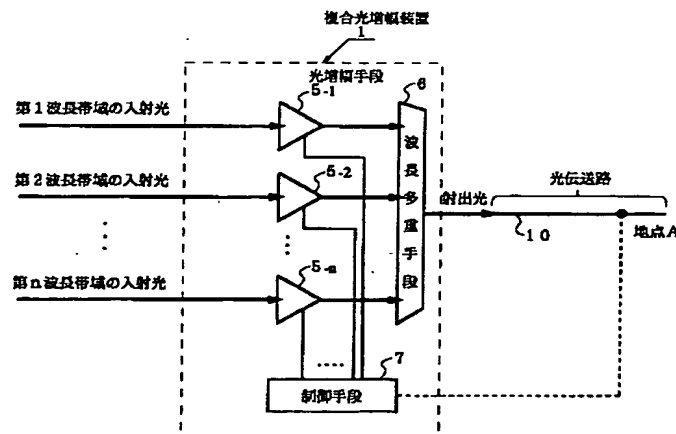 複合光増幅装置
1
光増幅手段
5-1
6
第1波長帯域の入射光
第2波長帯域の入射光
5-2
波長多重手段
射出光
光伝送路
10
地点A
第n波長帯域の入射光
5-n
7
制御手段